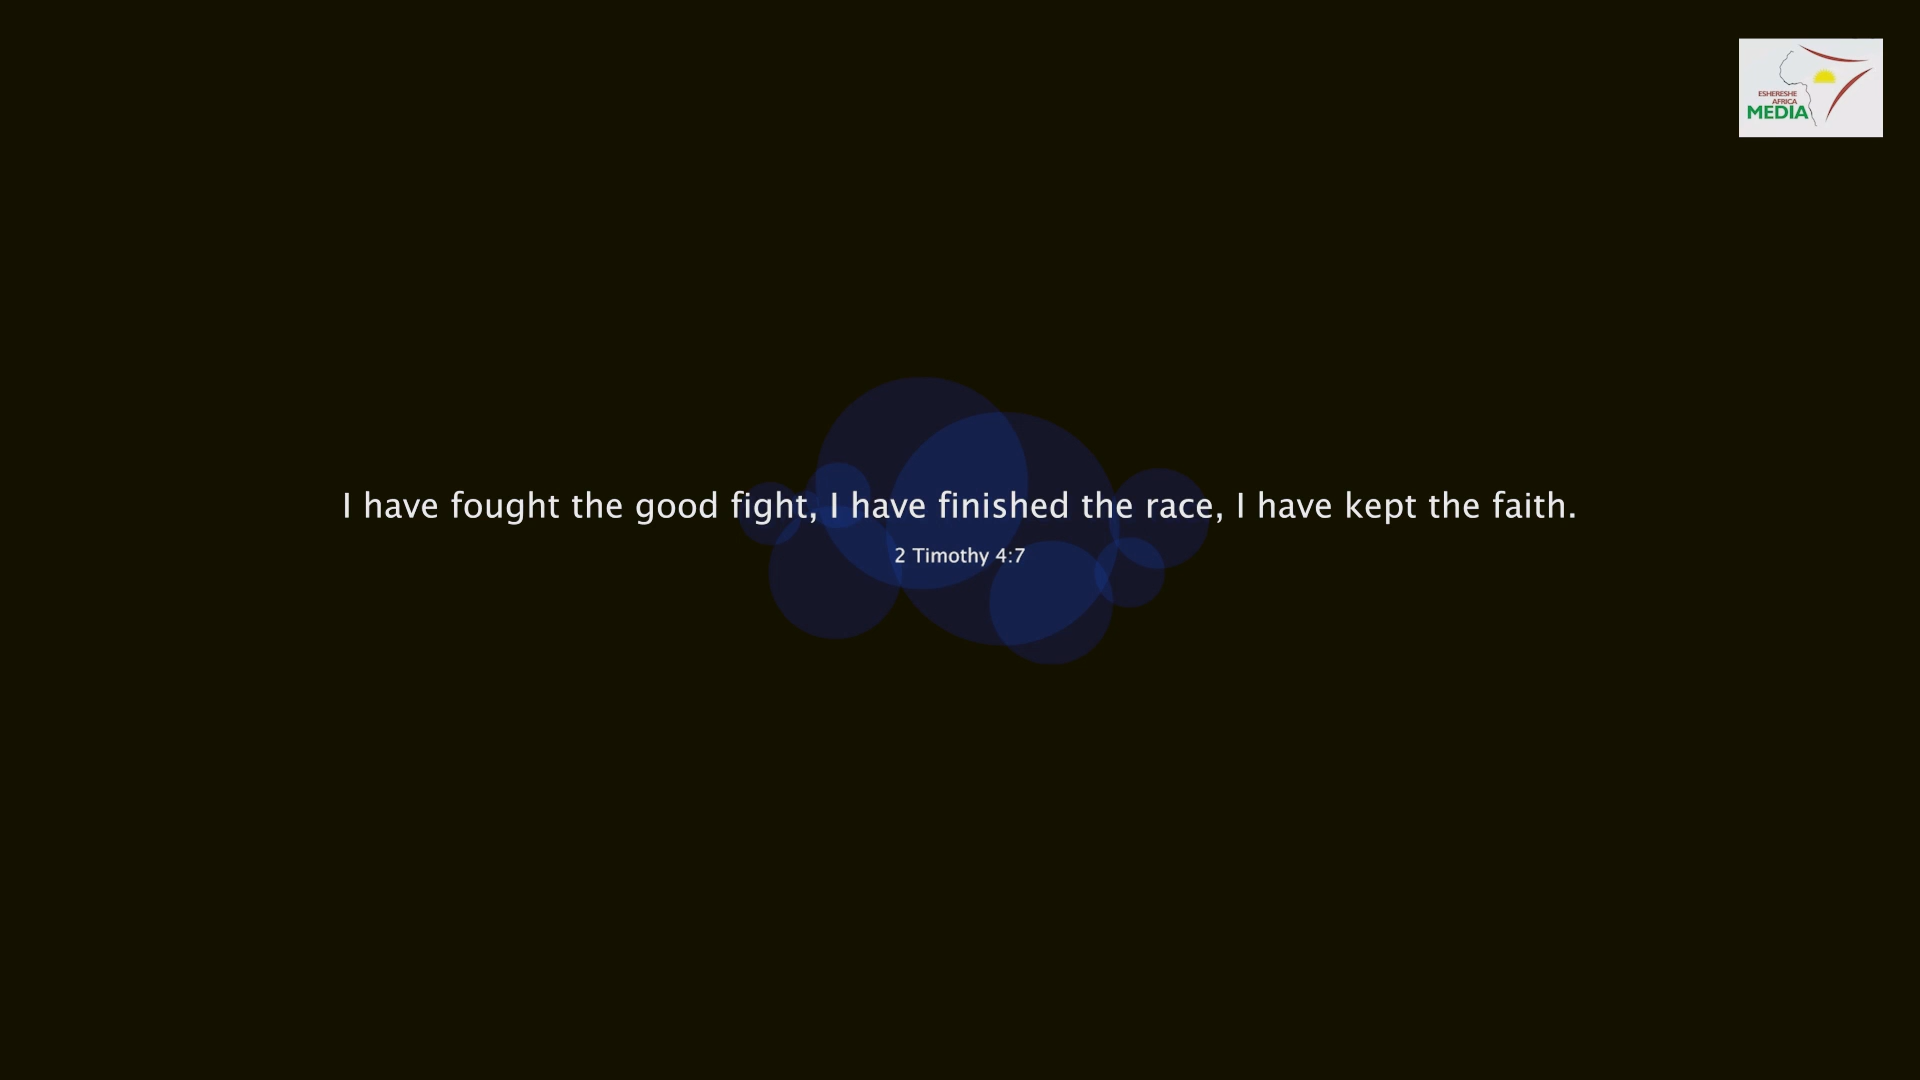 ESHERESHE
AFRICA
MEDIA
I have fought the good fight, I have finished the race, I have kept the faith.
2 Timothy 4:7